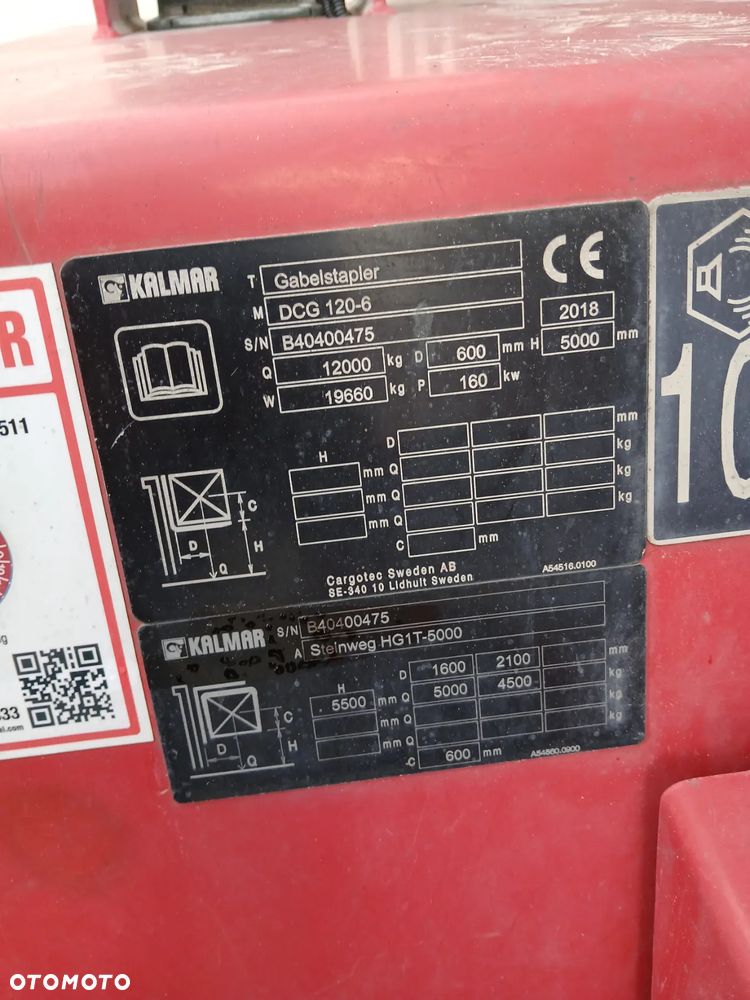 KALMAR
T Gabelstapler
CE
M DCG 120-6
2018
S/N B40400475
Q 12000 kg D 600 mm H 5000 mm
W 19660 kg P 160 kw
D mm
H
mm Q kg
mm Q kg
mm Q kg
C mm
C
D H
Q
Cargotec Sweden AB
SE-340 10 Lidhult Sweden
A54516.0100
KALMAR
S/N B40400475
A Steinweg HG1T-5000
D 1600 2100 mm
H
5500 mm Q 5000 4500 kg
mm Q kg
C 600 mm
C
D H
Q
A54560.0900
R
511
33
10
OTOMOTO